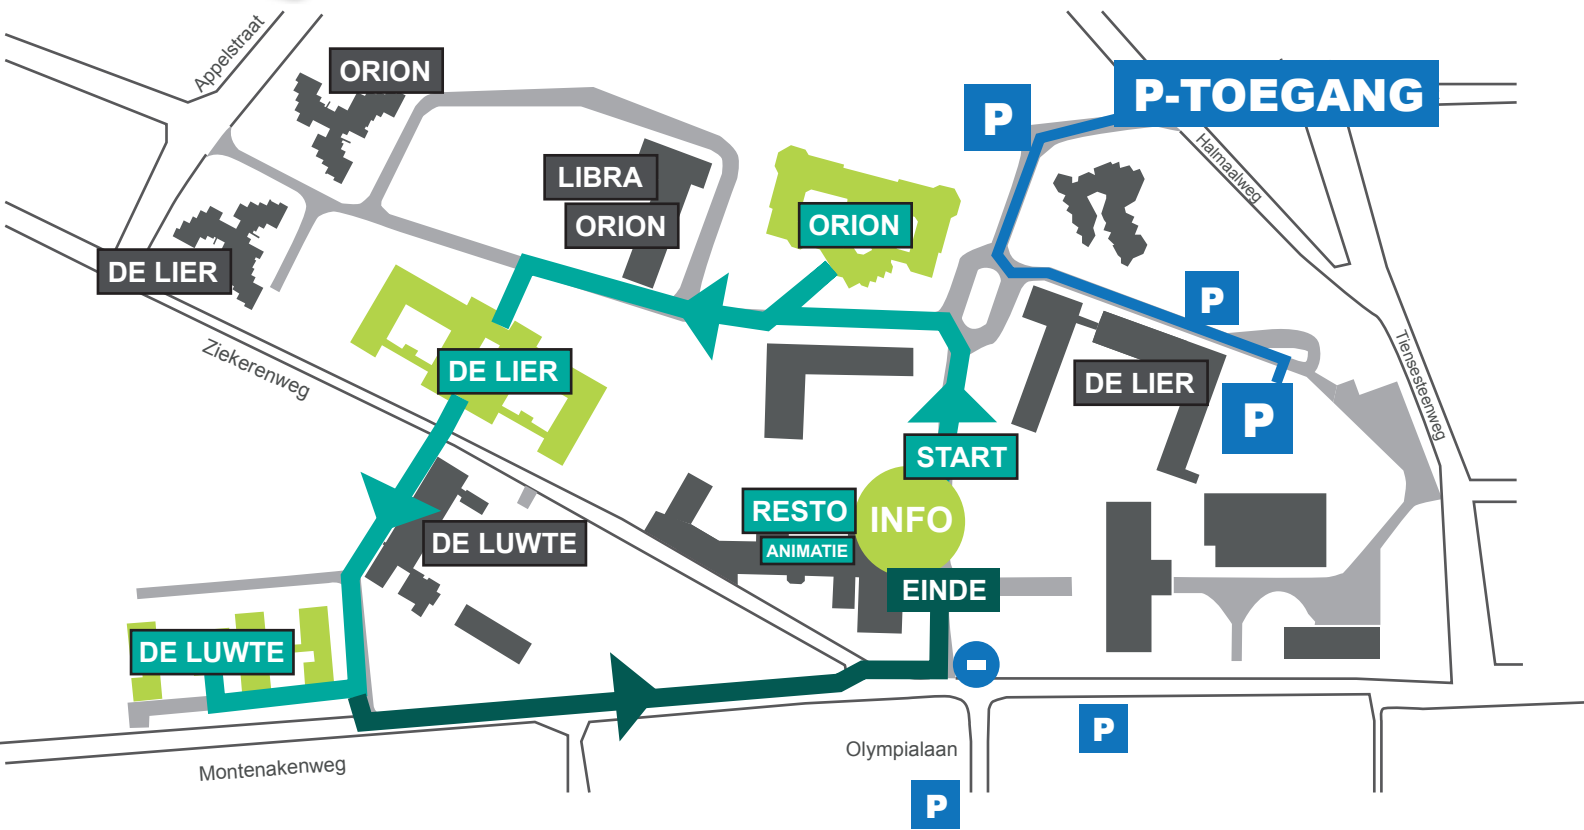 Appelstraat
ORION
P-TOEGANG
P
Halmaalweg
LIBRA
ORION
ORION
DE LIER
P
Ziekerenweg
DE LIER
DE LIER
Tiensesteenweg
P
START
RESTO
INFO
ANIMATIE
DE LUWTE
EINDE
DE LUWTE
P
Olympialaan
Montenakenweg
P